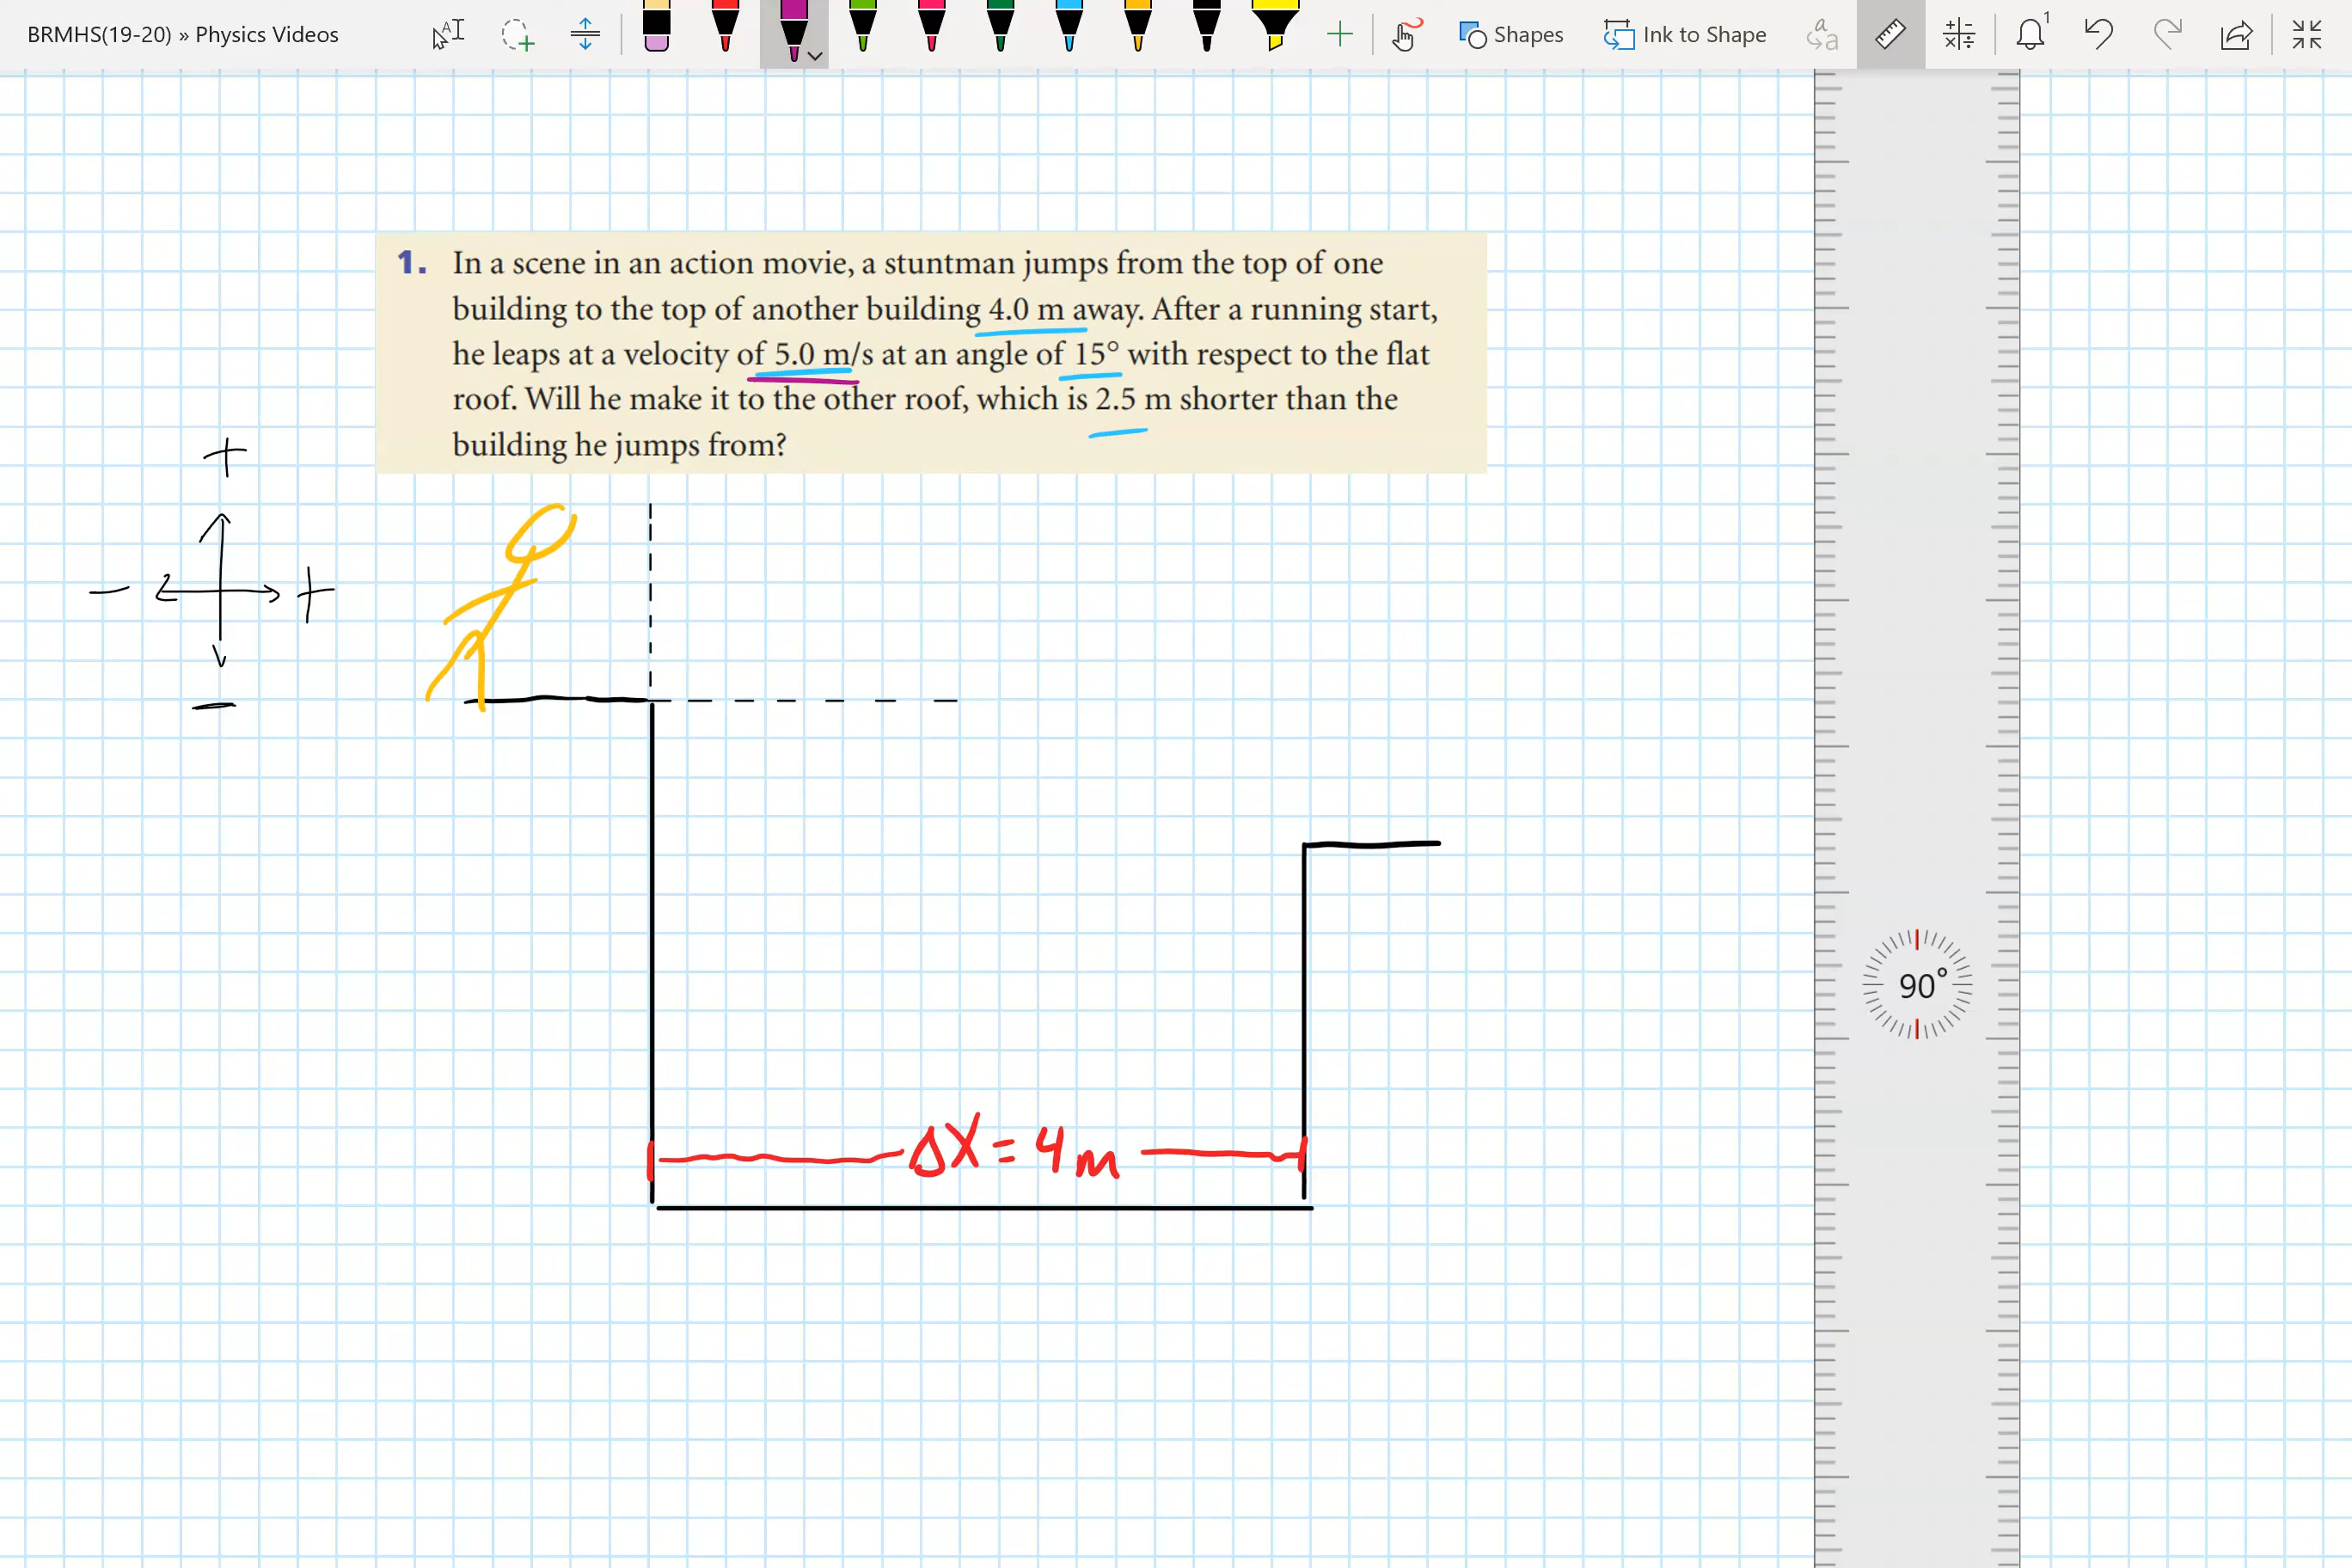 BRMHS(19-20) » Physics Videos
Shapes
Ink to Shape
1
1. In a scene in an action movie, a stuntman jumps from the top of one
building to the top of another building 4.0 m away. After a running start,
he leaps at a velocity of 5.0 m/s at an angle of 15° with respect to the flat
roof. Will he make it to the other roof, which is 2.5 m shorter than the
building he jumps from?
+
- +
-
90°
ΔX = 4m